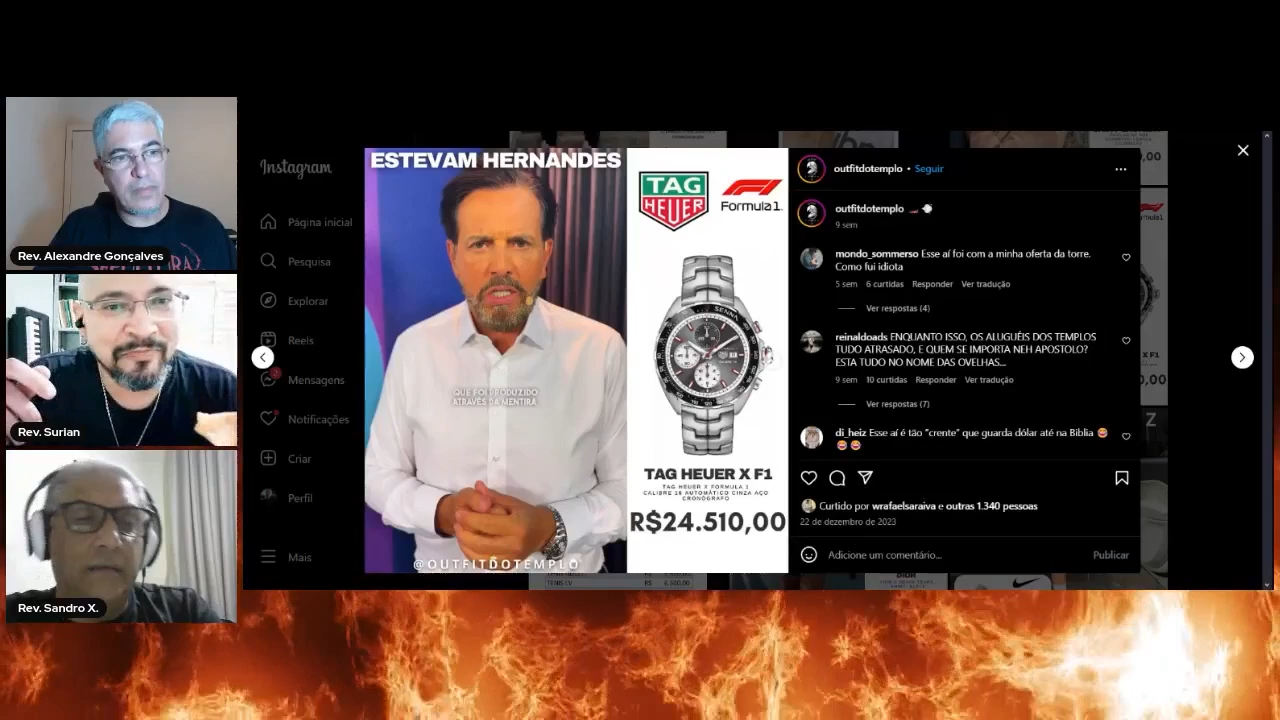 Rev. Alexandre Gonçalves
Rev. Surian
Rev. Sandro X.
Instagram
Página inicial
Pesquisa
Explorar
Reels
Mensagens
Notificações
Criar
Perfil
Mais
ESTEVAM HERNANDES
QUE FOI PRODUZIDO
ATRAVÉS DA MENTIRA
@OUTFITDOTEMPLO
TAG
HEUER
Formula 1.
SENNA
TAG HEUER X F1
TAG HEUER X FORMULA 1
CALIBRE 16 AUTOMÁTICO CINZA AÇO
CRONÓGRAFO
R$24.510,00
outfitdotemplo • Seguir
outfitdotemplo
9 sem
mondo_sommerso Esse aí foi com a minha oferta da torre.
Como fui idiota
5 sem 6 curtidas Responder Ver tradução
Ver respostas (4)
reinaldoads ENQUANTO ISSO, OS ALUGUÉIS DOS TEMPLOS
TUDO ATRASADO, E QUEM SE IMPORTA NEH APOSTOLO?
ESTA TUDO NO NOME DAS OVELHAS...
9 sem 10 curtidas Responder Ver tradução
Ver respostas (7)
di_heiz Esse aí é tão "crente" que guarda dólar até na Bíblia 😂
😂 😂
Curtido por wrafaelsaraiva e outras 1.340 pessoas
22 de dezembro de 2023
Adicione um comentário...
Publicar